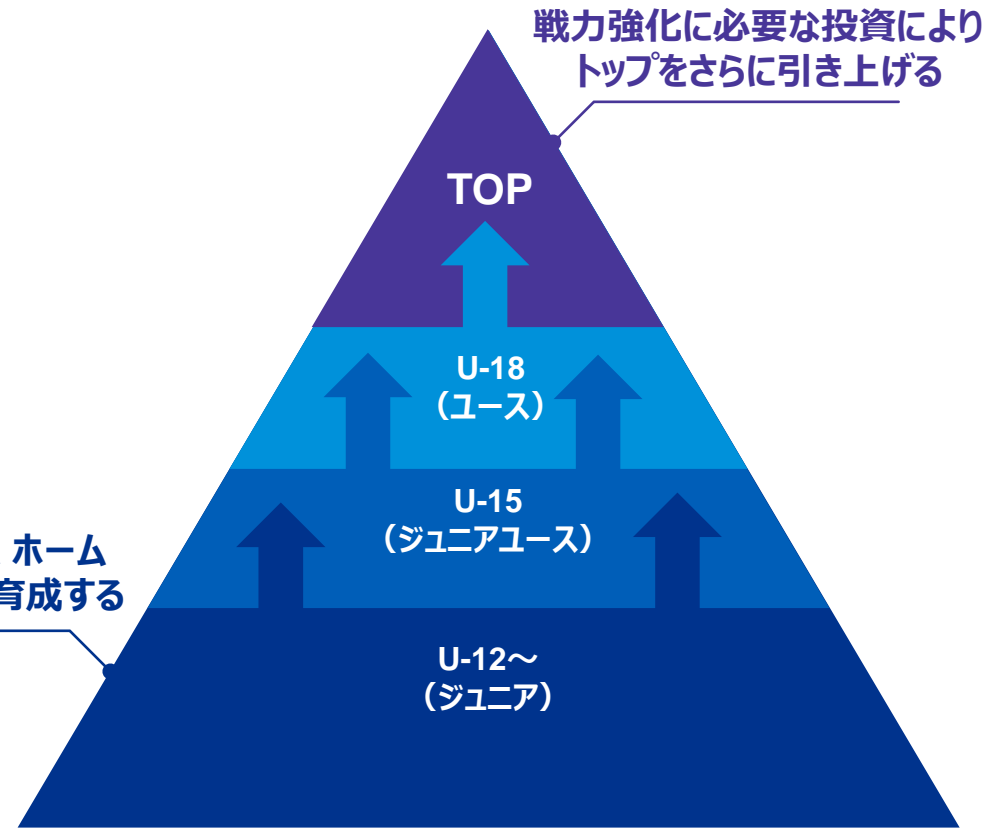 戦力強化に必要な投資により
トップをさらに引き上げる
TOP
U-18
（ユース）
U-15
（ジュニアユース）
ホーム
育成する
U-12～
（ジュニア）